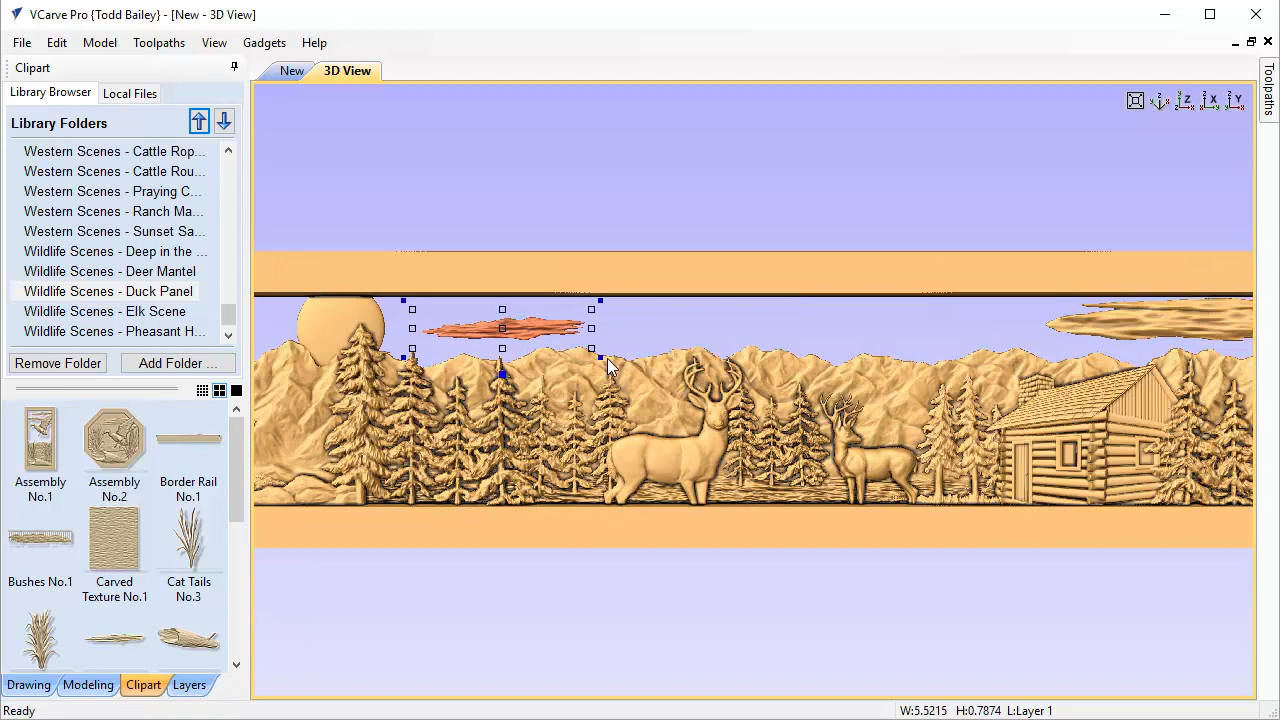 VCarve Pro {Todd Bailey} - [New - 3D View]
File Edit Model Toolpaths View Gadgets Help
Clipart
New 3D View
Library Browser Local Files
Toolpaths
Library Folders
Z X Y
Western Scenes - Cattle Rop...
Western Scenes - Cattle Rou...
Western Scenes - Praying C...
Western Scenes - Ranch Ma...
Western Scenes - Sunset Sa...
Wildlife Scenes - Deep in the ...
Wildlife Scenes - Deer Mantel
Wildlife Scenes - Duck Panel
Wildlife Scenes - Elk Scene
Wildlife Scenes - Pheasant H...
Remove Folder Add Folder ...
Assembly No.1
Assembly No.2
Border Rail No.1
Bushes No.1
Carved Texture No.1
Cat Tails No.3
Drawing Modeling Clipart Layers
Ready
W:5.5215 H:0.7874 L:Layer 1